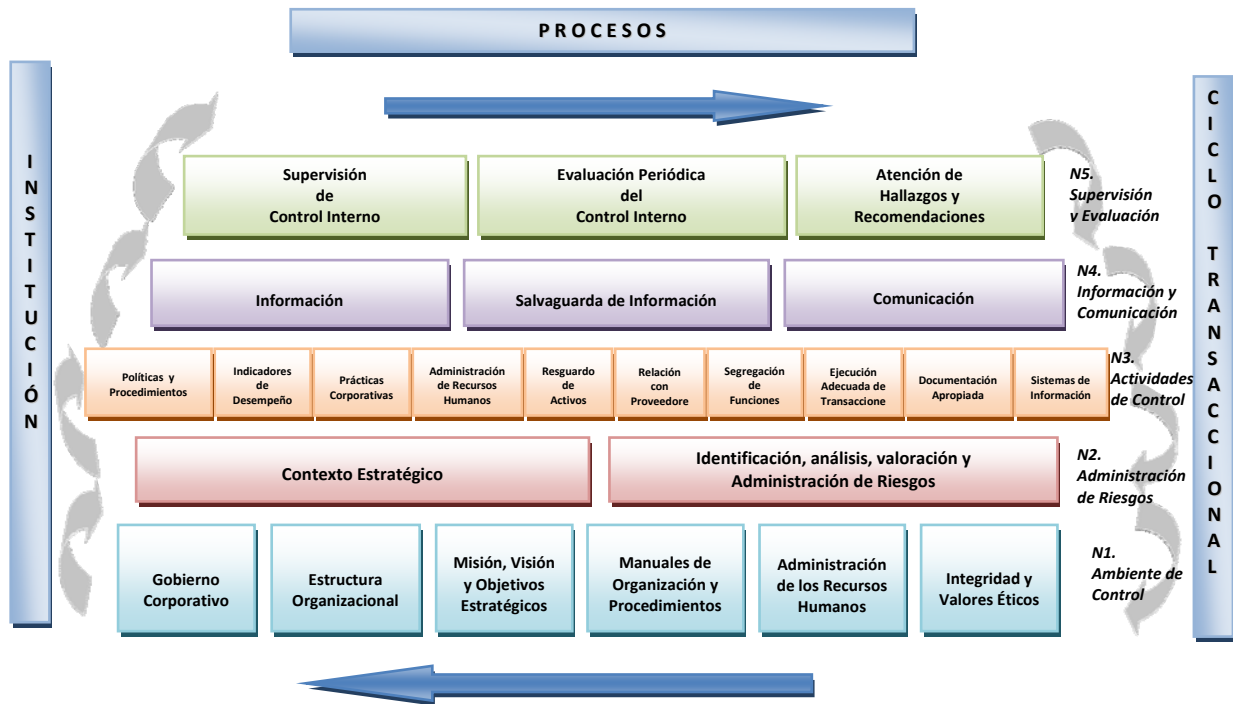 PROCESOS
INSTITUCIÓN
CICLO TRANSACCIONAL
Supervisión
de
Control Interno
Evaluación Periódica
del
Control Interno
Atención de
Hallazgos y
Recomendaciones
N5.
Supervisión
y Evaluación
Información
Salvaguarda de Información
Comunicación
N4.
Información y
Comunicación
Políticas y
Procedimientos
Indicadores
de
Desempeño
Prácticas
Corporativas
Administración
de Recursos
Humanos
Resguardo
de
Activos
Relación
con
Proveedore
Segregación
de
Funciones
Ejecución
Adecuada de
Transaccione
Documentación
Apropiada
Sistemas de
Información
N3.
Actividades
de Control
Contexto Estratégico
Identificación, análisis, valoración y
Administración de Riesgos
N2.
Administración
de Riesgos
Gobierno
Corporativo
Estructura
Organizacional
Misión, Visión
y Objetivos
Estratégicos
Manuales de
Organización y
Procedimientos
Administración
de los Recursos
Humanos
Integridad y
Valores Éticos
N1.
Ambiente de
Control